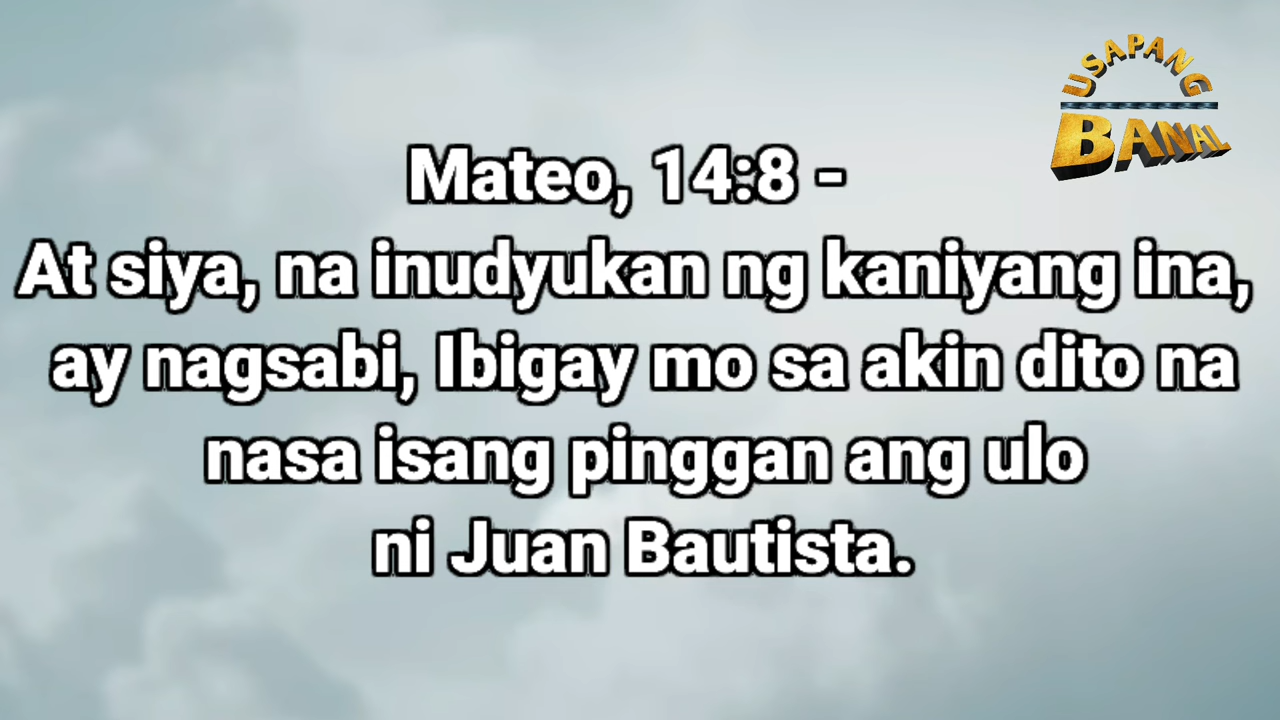 USAPANG
BANAL
Mateo, 14:8 -
At siya, na inudyukan ng kaniyang ina,
ay nagsabi, Ibigay mo sa akin dito na
nasa isang pinggan ang ulo
ni Juan Bautista.